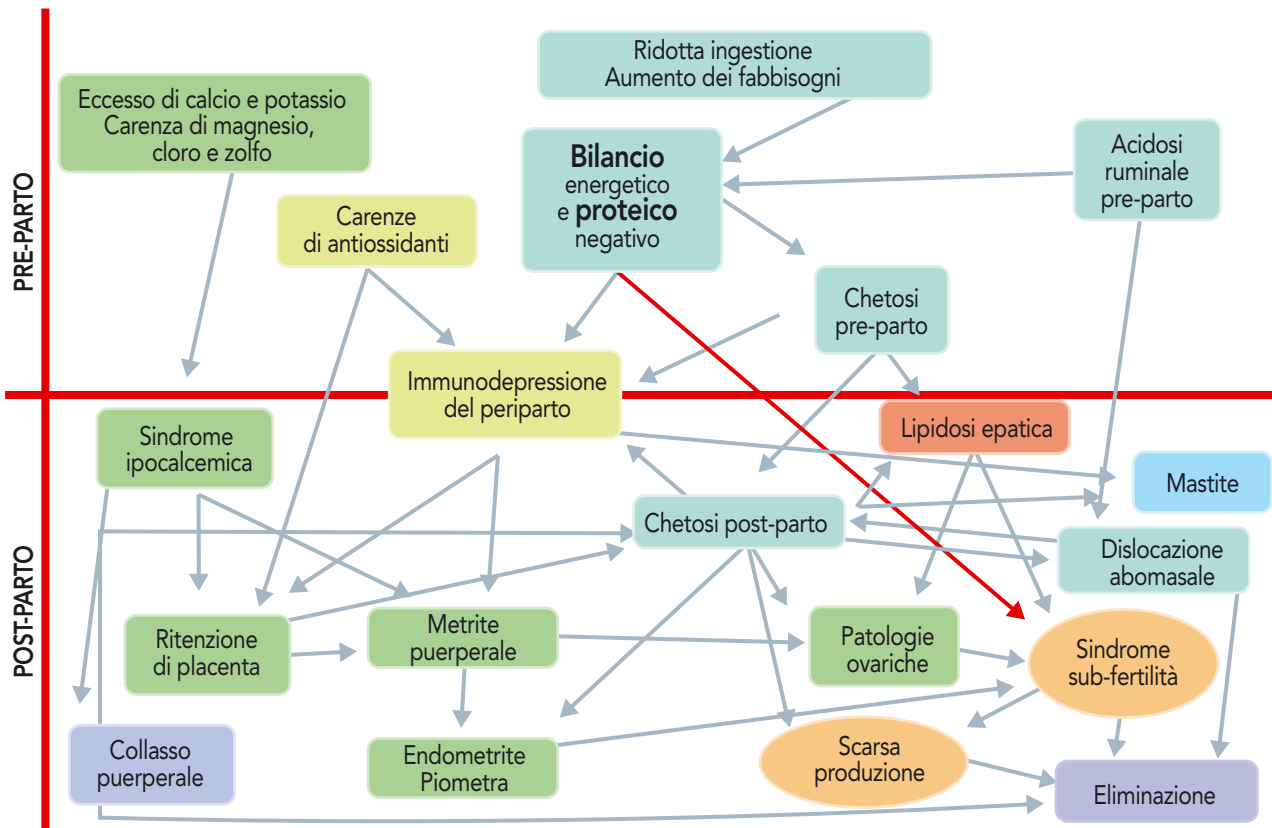 PRE-PARTO
Ridotta ingestione
Aumento dei fabbisogni
Eccesso di calcio e potassio
Carenza di magnesio,
cloro e zolfo
Bilancio
energetico
e proteico
negativo
Acidosi
ruminale
pre-parto
Carenze
di antiossidanti
Chetosi
pre-parto
Immunodepressione
del periparto
POST-PARTO
Sindrome
ipocalcemica
Lipidosi epatica
Mastite
Chetosi post-parto
Dislocazione
abomasale
Ritenzione
di placenta
Metrite
puerperale
Patologie
ovariche
Sindrome
sub-fertilità
Collasso
puerperale
Endometrite
Piometra
Scarsa
produzione
Eliminazione